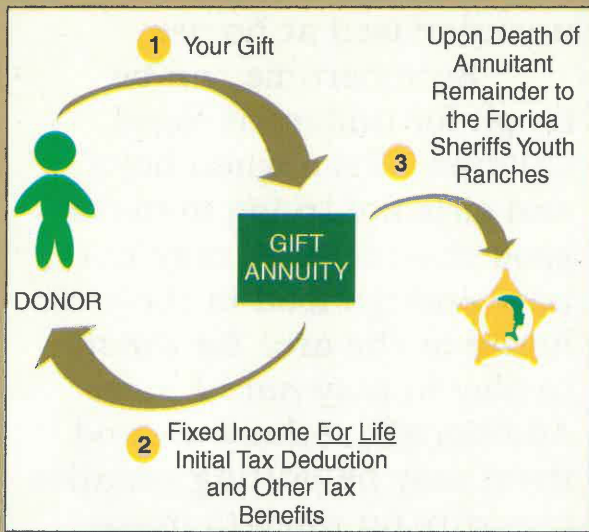 1 Your Gift
Upon Death of
Annuitant
Remainder to
the Florida
Sheriffs Youth
Ranches
3
GIFT
ANNUITY
DONOR
2 Fixed Income For Life
Initial Tax Deduction
and Other Tax
Benefits